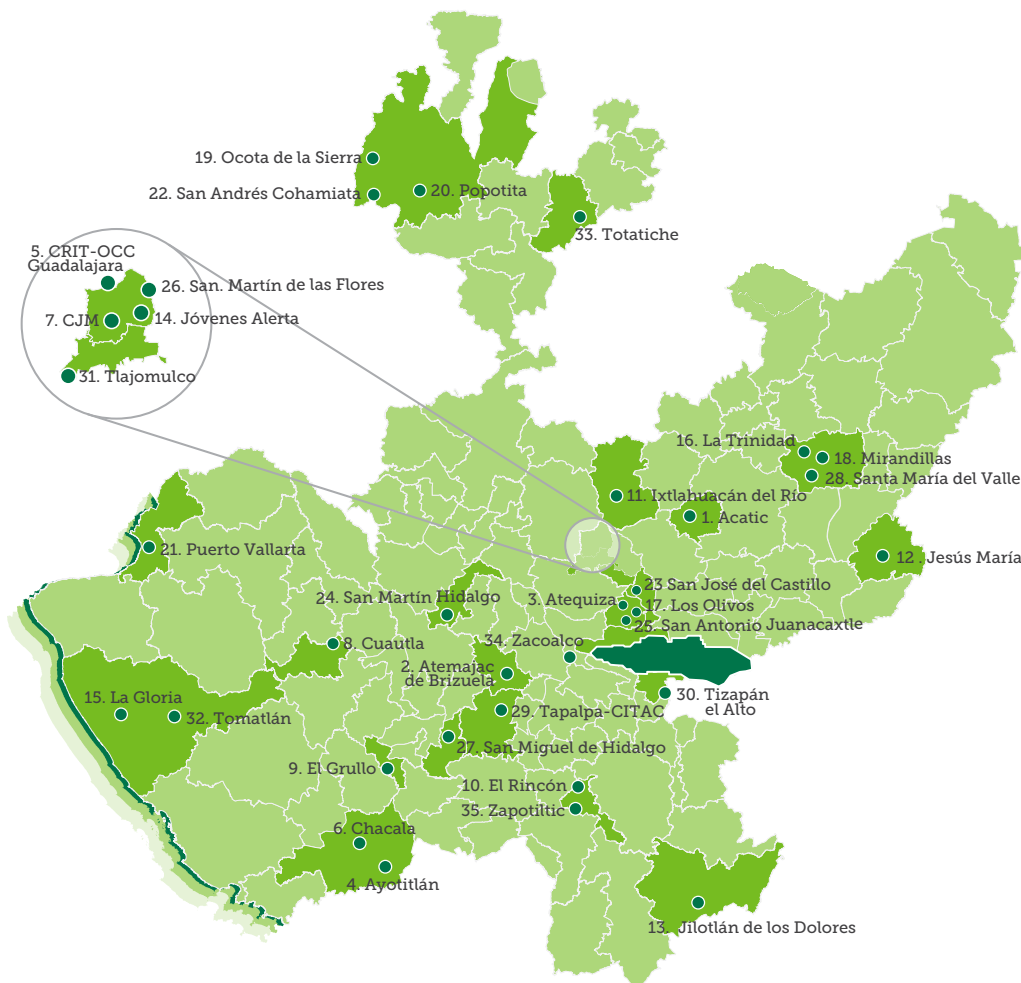 19. Ocota de la Sierra
22. San Andrés Cohamiata
20. Popotita
33. Totatiche
5. CRIT-OCC
Guadalajara
26. San. Martín de las Flores
7. CJM
14. Jóvenes Alerta
31. Tlajomulco
16. La Trinidad
18. Mirandillas
28. Santa María del Valle
11. Ixtlahuacán del Río
1. Acatic
21. Puerto Vallarta
12 . Jesús María
23 San José del Castillo
24. San Martín Hidalgo
3. Atequiza
17. Los Olivos
25. San Antonio Juanacaxtle
8. Cuautla
34. Zacoalco
2. Atemajac
de Brizuela
30. Tizapán
el Alto
15. La Gloria
32. Tomatlán
29. Tapalpa-CITAC
27. San Miguel de Hidalgo
9. El Grullo
10. El Rincón
35. Zapotiltic
6. Chacala
4. Ayotitlán
13. Jilotlán de los Dolores